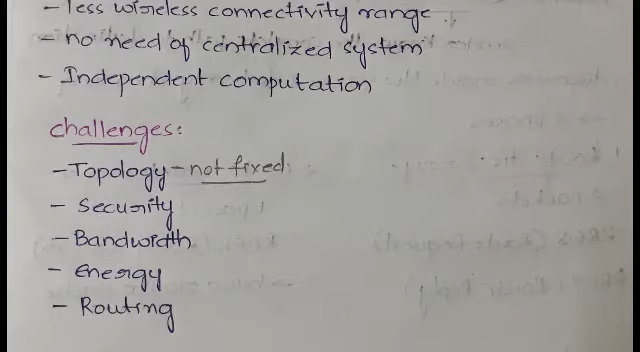 - less wireless connectivity range.
- no need of centralized system
- Independent computation
challenges:
- Topology - not fixed.
- Security
- Bandwidth
- Energy
- Routing